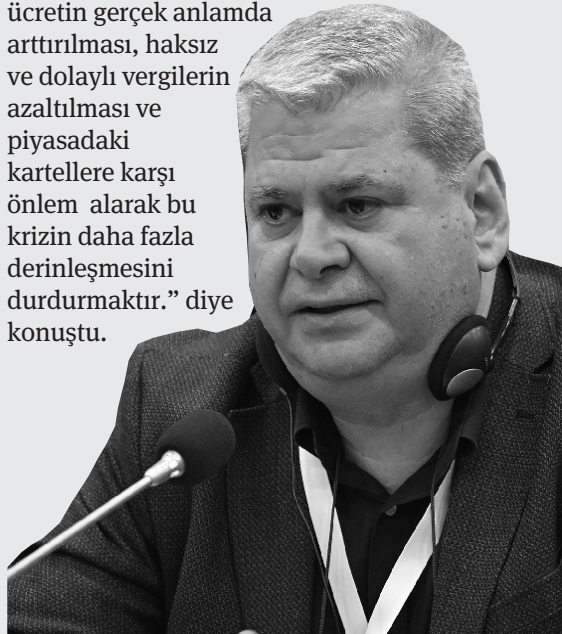 ücretin gerçek anlamda
arttırılması, haksız
ve dolaylı vergilerin
azaltılması ve
piyasadaki
kartellere karşı
önlem  alarak bu
krizin daha fazla
derinleşmesini
durdurmaktır.” diye
konuştu.